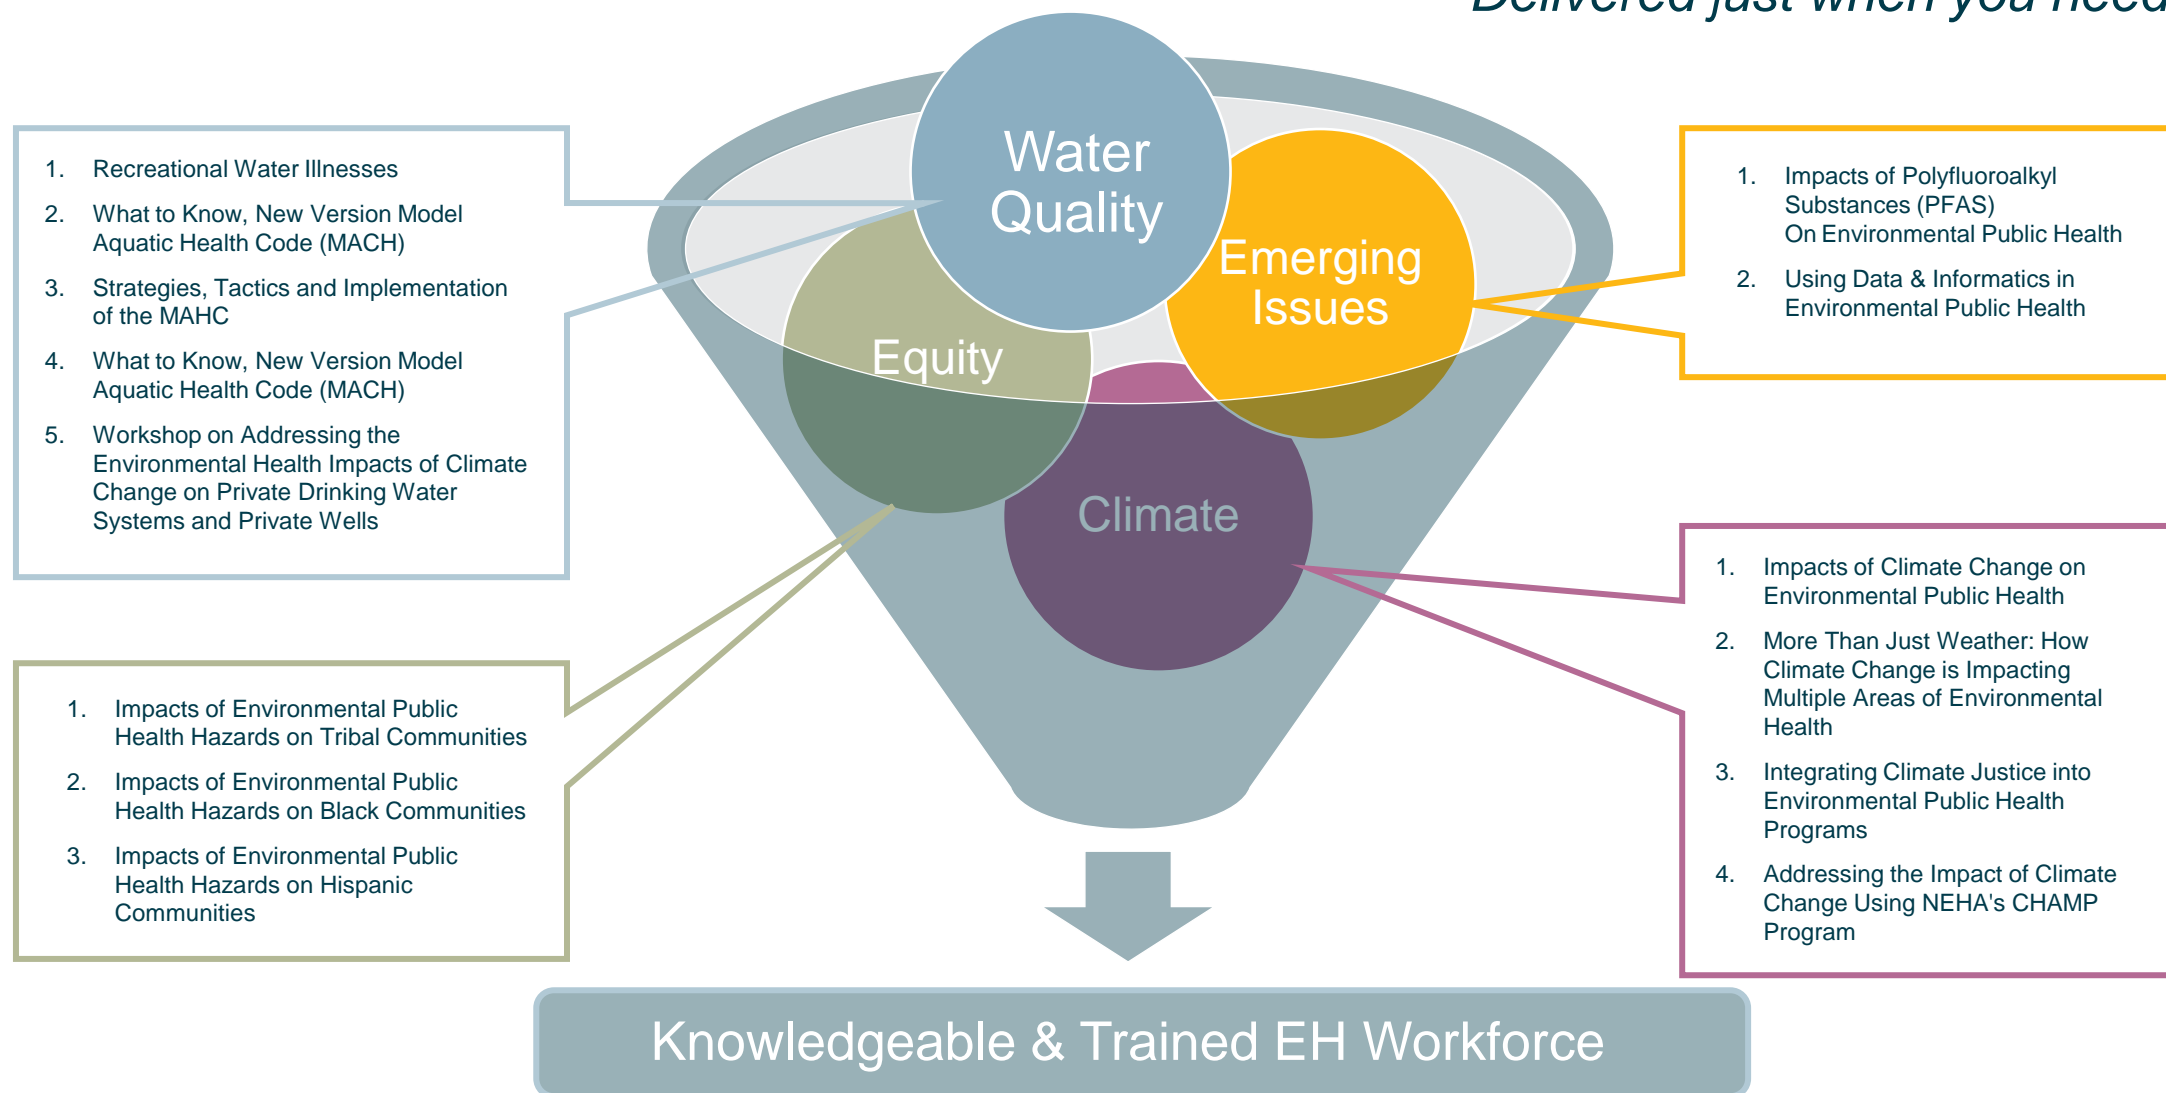 Delivered just when you need
Water
Quality
Emerging
Issues
Equity
Climate
1. Recreational Water Illnesses
2. What to Know, New Version Model
Aquatic Health Code (MACH)
3. Strategies, Tactics and Implementation
of the MAHC
4. What to Know, New Version Model
Aquatic Health Code (MACH)
5. Workshop on Addressing the
Environmental Health Impacts of Climate
Change on Private Drinking Water
Systems and Private Wells
1. Impacts of Polyfluoroalkyl
Substances (PFAS)
On Environmental Public Health
2. Using Data & Informatics in
Environmental Public Health
1. Impacts of Environmental Public
Health Hazards on Tribal Communities
2. Impacts of Environmental Public
Health Hazards on Black Communities
3. Impacts of Environmental Public
Health Hazards on Hispanic
Communities
1. Impacts of Climate Change on
Environmental Public Health
2. More Than Just Weather: How
Climate Change is Impacting
Multiple Areas of Environmental
Health
3. Integrating Climate Justice into
Environmental Public Health
Programs
4. Addressing the Impact of Climate
Change Using NEHA's CHAMP
Program
Knowledgeable & Trained EH Workforce